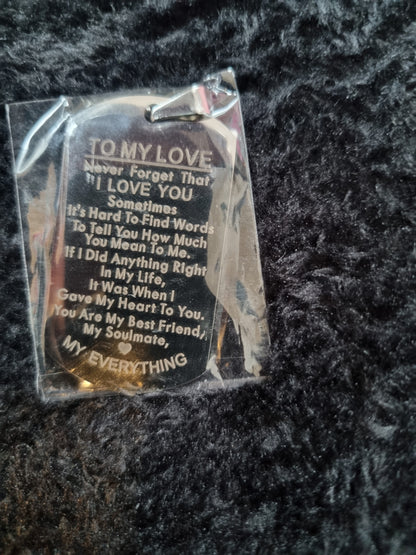 TO MY LOVE
Never Forget That
I LOVE YOU
Sometimes
It's Hard To Find Words
To Tell You How Much
You Mean To Me.
If I Did Anything Right
In My Life,
It Was When I
Gave My Heart To You.
You Are My Best Friend,
My Soulmate,
MY EVERYTHING